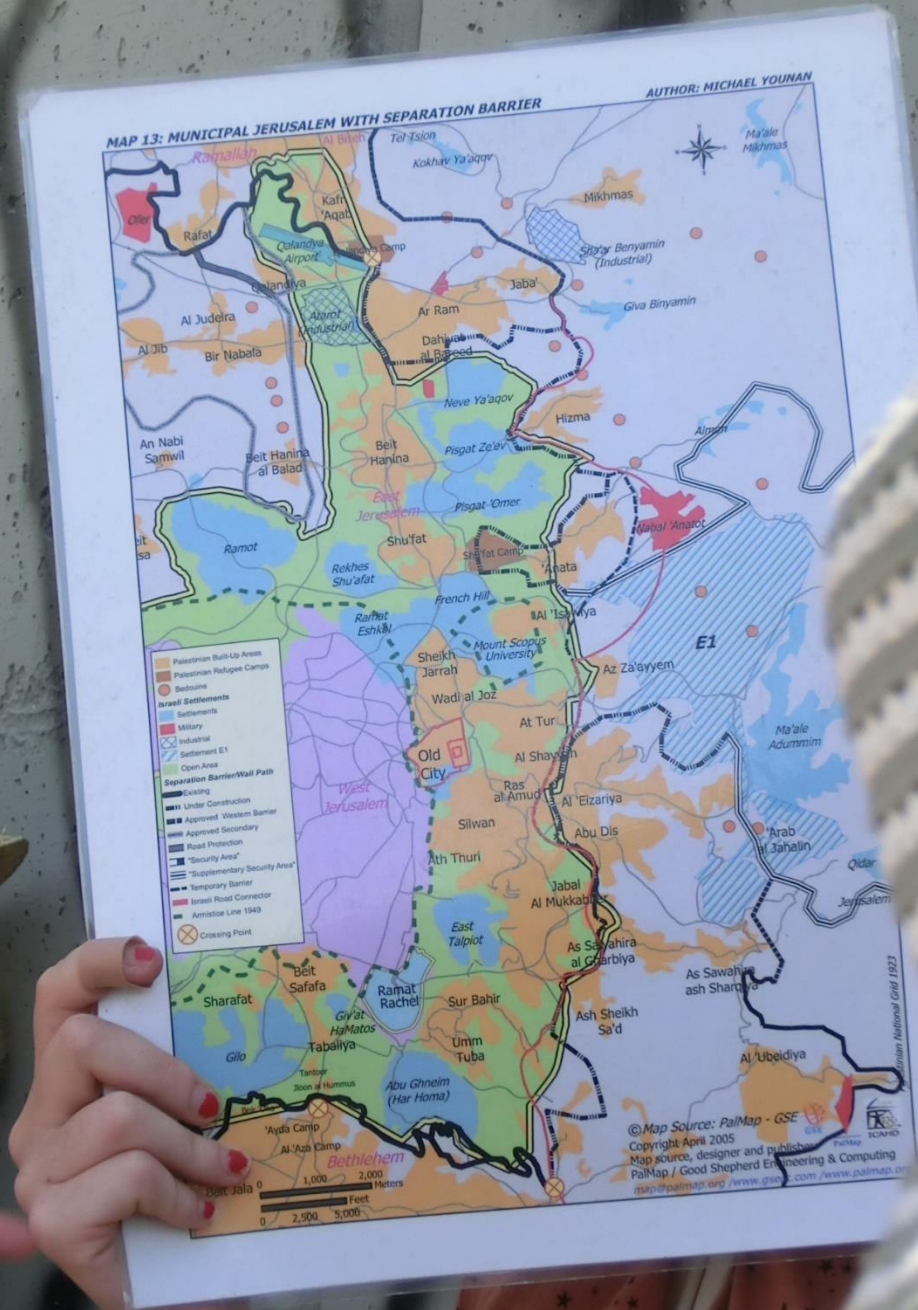 MAP 13: MUNICIPAL JERUSALEM WITH SEPARATION BARRIER
AUTHOR: MICHAEL YOUNAN
Ramallah
Al Bireh
Tel Tsion
Kokhav Ya'aqov
Ma'ale
Mikhmas
Ofer
Rafat
Kafr
'Aqab
Mikhmas
Qalandya
Airport
Camp
Sha'ar Benyamin
(Industrial)
Qalandiya
Jaba'
Giva Binyamin
Al Judeira
Atarot
(Industrial)
Ar Ram
Al Jib
Bir Nabala
Dahiyat
al Bareed
Neve Ya'aqov
Hizma
An Nabi
Samwil
Beit Hanina
al Balad
Beit
Hanina
Pisgat Ze'ev
Almon
East
Jerusalem
Pisgat 'Omer
Nahal 'Anatot
Ramot
Shu'fat
Shu'fat Camp
'Anata
Rekhes
Shu'afat
French Hill
Ramat
Eshkol
Al 'Isawiya
Mount Scopus
University
E1
Sheikh
Jarrah
Az Za'ayyem
Wadi al Joz
At Tur
Ma'ale
Adummim
Old
City
Al Shayyah
West
Jerusalem
Ras
al Amud
Al 'Eizariya
Silwan
Abu Dis
'Arab
al Jahalin
Ath Thuri
Qidar
Jabal
Al Mukkabber
Jerusalem
East
Talpiot
As Sawahira
al Gharbiya
As Sawahira
ash Sharqiya
Beit
Safafa
Sharafat
Ramat
Rachel
Sur Bahir
Ash Sheikh
Sa'd
Giv'at
HaMatos
Tabaliya
Umm
Tuba
Gilo
Al 'Ubeidiya
Tantour
Jloon al Hummus
Abu Ghneim
(Har Homa)
'Ayda Camp
Al-'Aza Camp
Bethlehem
Beit Jala
Palestinian Built-Up Areas
Palestinian Refugee Camps
Bedouins
Israeli Settlements
Settlements
Military
Industrial
Settlement E1
Open Area
Separation Barrier/Wall Path
Existing
Under Construction
Approved Western Barrier
Approved Secondary
Road Protection
"Security Area"
"Supplementary Security Area"
Temporary Barrier
Israeli Road Connector
Armistice Line 1949
Crossing Point
0 1,000 2,000
Meters
Feet
0 2,500 5,000
National Grid 1923
©Map Source: PalMap - GSE
Copyright April 2005
Map source, designer and publisher
PalMap / Good Shepherd Engineering & Computing
GSE
PalMap
ICAHD